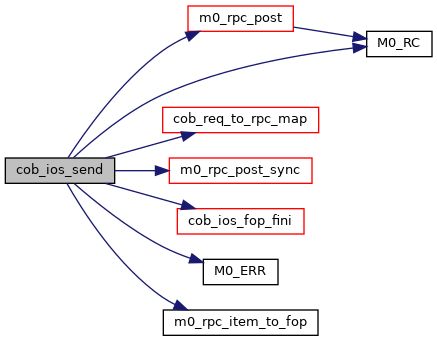 m0_rpc_post
M0_RC
cob_req_to_rpc_map
cob_ios_send
m0_rpc_post_sync
cob_ios_fop_fini
M0_ERR
m0_rpc_item_to_fop